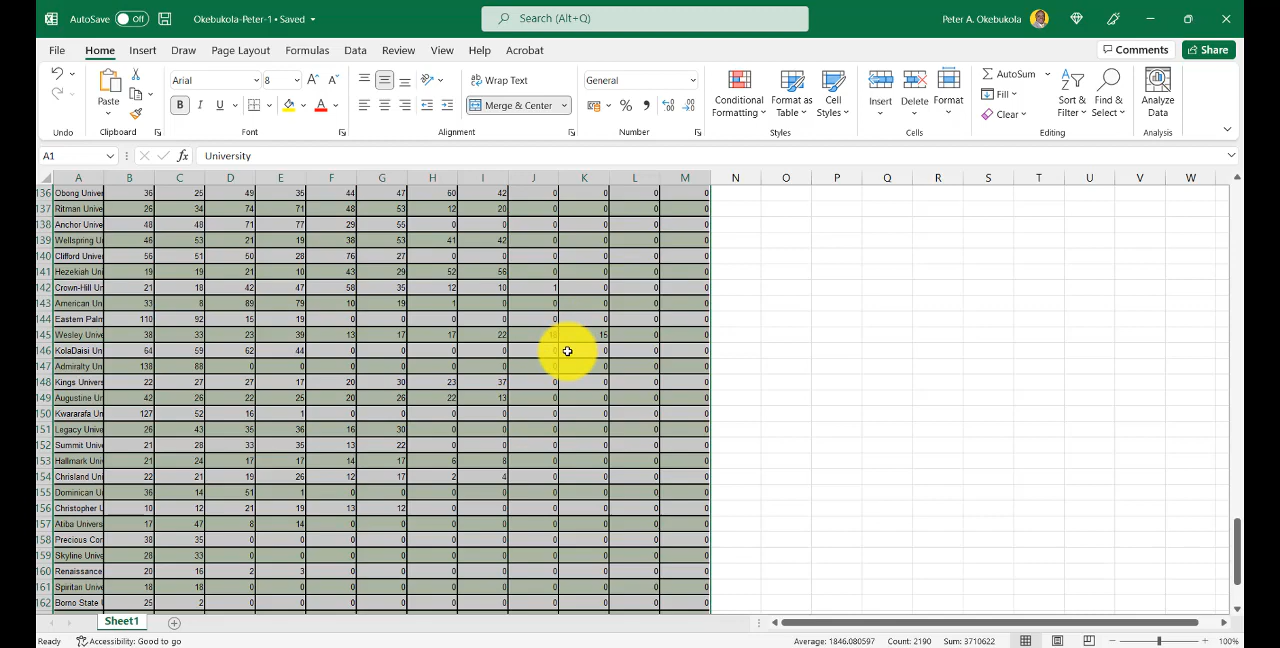 AutoSave Off Okebukola-Peter-1 • Saved Search (Alt+Q) Peter A. Okebukola
File Home Insert Draw Page Layout Formulas Data Review View Help Acrobat Comments Share
Arial 8 Wrap Text General AutoSum
Paste B I U A Merge & Center % Conditional Formatting Format as Table Cell Styles Insert Delete Format Fill Clear Sort & Filter Find & Select Analyze Data
Undo Clipboard Font Alignment Number Styles Cells Editing Analysis
A1 fx University
A B C D E F G H I J K L M N O P Q R S T U V W
136 Obong Univer 36 25 49 35 44 47 60 42 0 0 0 0
137 Ritman Unive 26 34 74 71 48 53 12 20 0 0 0 0
138 Anchor Unive 48 48 71 77 29 55 0 0 0 0 0 0
139 Wellspring U 46 53 21 19 38 53 41 42 0 0 0 0
140 Clifford Univer 56 51 50 28 76 27 0 0 0 0 0 0
141 Hezekiah Uni 19 19 21 10 43 29 52 56 0 0 0 0
142 Crown-Hill Un 21 18 42 47 58 35 12 10 1 0 0 0
143 American Un 33 8 89 79 10 19 1 0 0 0 0 0
144 Eastern Palm 110 92 15 19 0 0 0 0 0 0 0 0
145 Wesley Unive 38 33 23 39 13 17 17 22 15 0 0
146 KolaDaisi Un 64 59 62 44 0 0 0 0 0 0 0 0
147 Admiralty Un 138 88 0 0 0 0 0 0 0 0 0 0
148 Kings Univers 22 27 27 17 20 30 23 37 0 0 0 0
149 Augustine Un 42 26 22 25 20 26 22 13 0 0 0 0
150 Kwararafa Un 127 52 16 1 0 0 0 0 0 0 0 0
151 Legacy Unive 26 43 35 36 16 30 0 0 0 0 0 0
152 Summit Unive 21 28 33 35 13 22 0 0 0 0 0 0
153 Hallmark Uni 21 24 17 17 14 17 6 8 0 0 0 0
154 Chrisland Uni 22 21 19 26 12 17 2 4 0 0 0 0
155 Dominican U 36 14 51 1 0 0 0 0 0 0 0 0
156 Christopher U 10 12 21 19 13 12 0 0 0 0 0 0
157 Atiba Univers 17 47 8 14 0 0 0 0 0 0 0 0
158 Precious Cor 38 35 0 0 0 0 0 0 0 0 0 0
159 Skyline Unive 28 33 0 0 0 0 0 0 0 0 0 0
160 Renaissance 20 16 2 3 0 0 0 0 0 0 0 0
161 Spiritan Univ 18 18 0 0 0 0 0 0 0 0 0 0
162 Borno State U 25 2 0 0 0 0 0 0 0 0 0 0
Sheet1
Ready Accessibility: Good to go Average: 1846.080597 Count: 2190 Sum: 3710622 100%